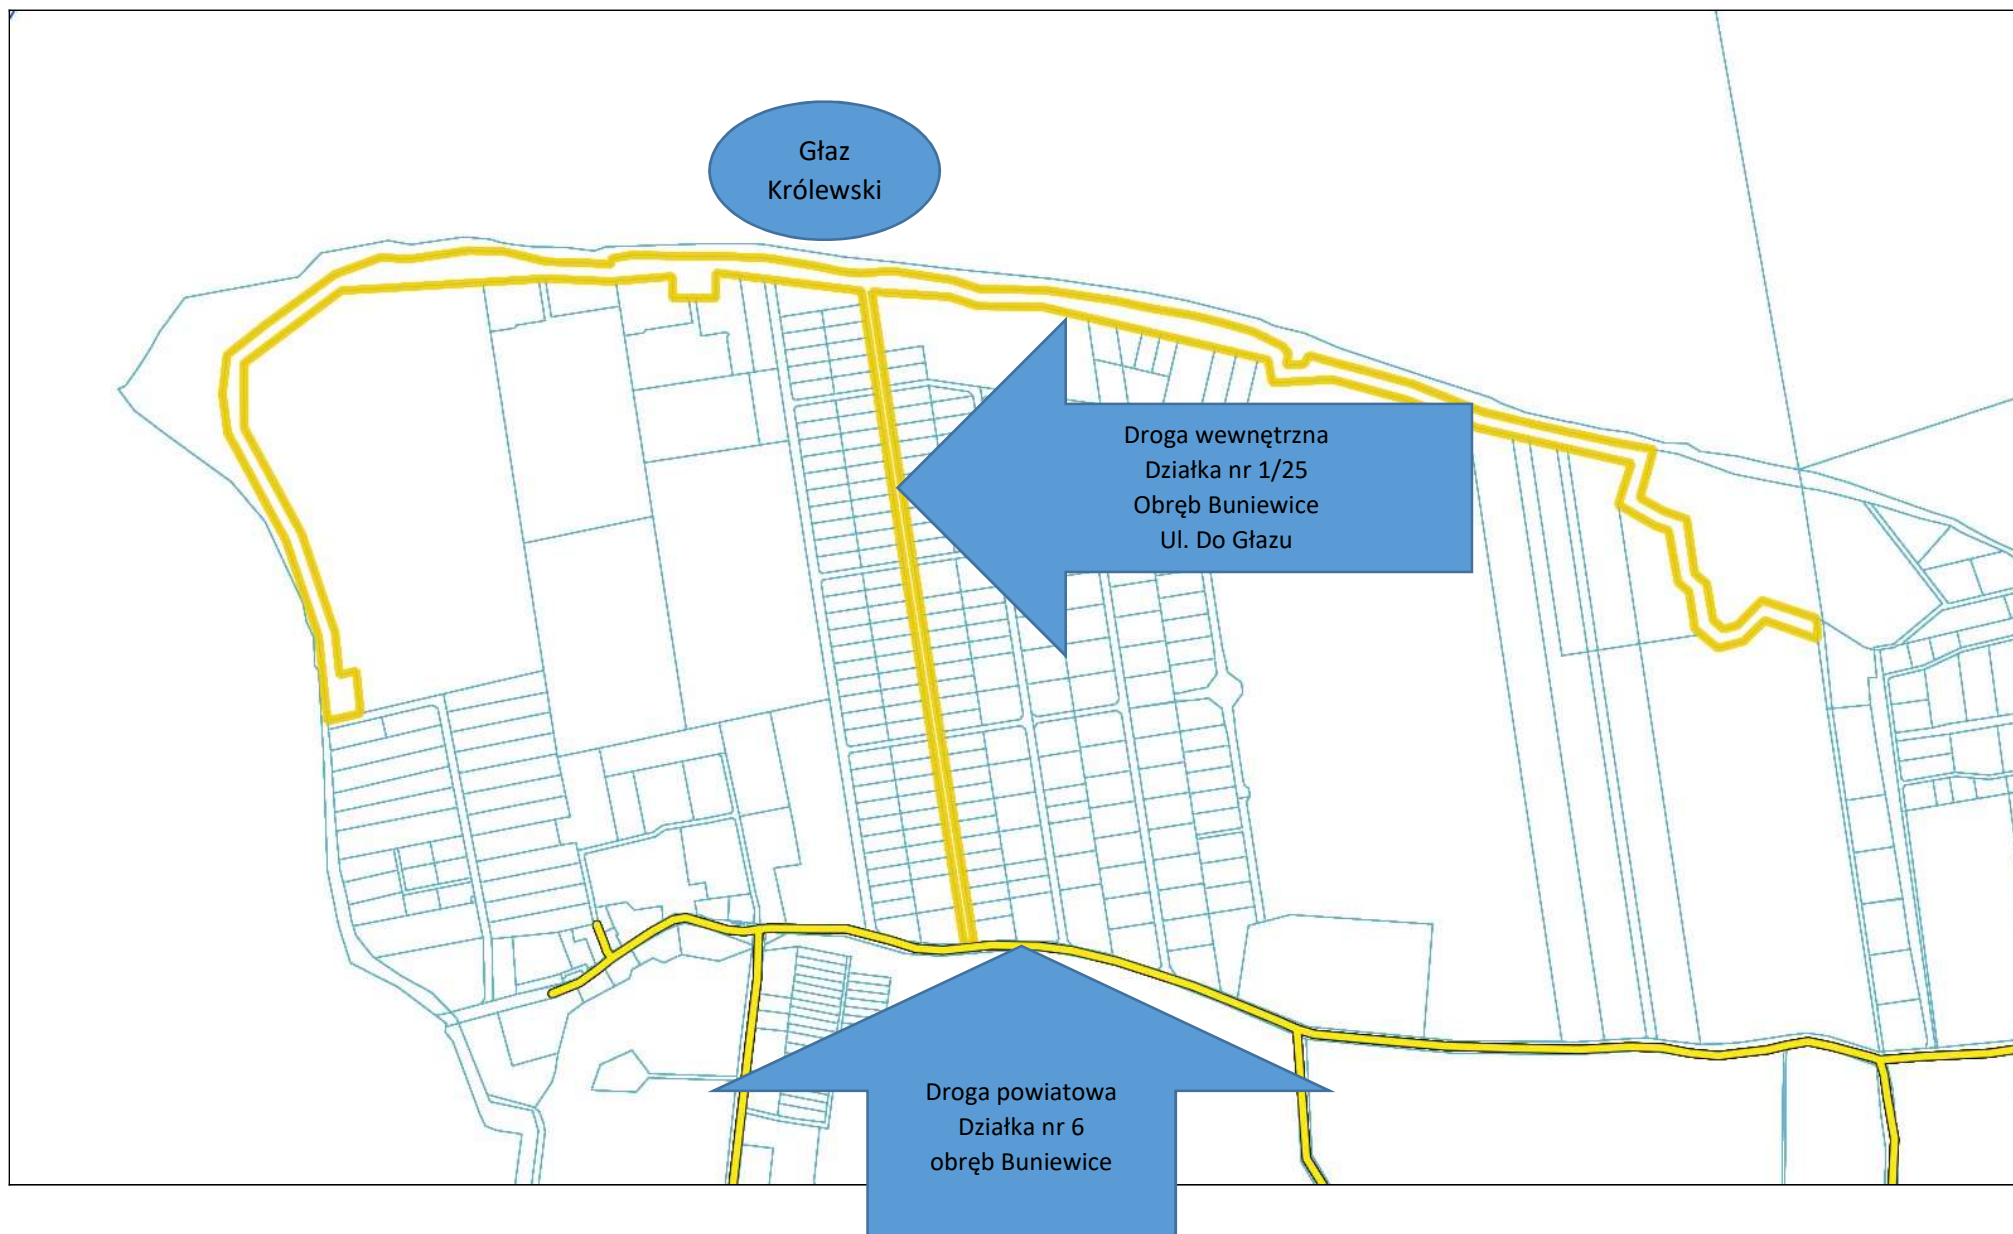 Głaz
Królewski
Droga wewnętrzna
Działka nr 1/25
Obręb Buniewice
Ul. Do Głazu
Droga powiatowa
Działka nr 6
obręb Buniewice